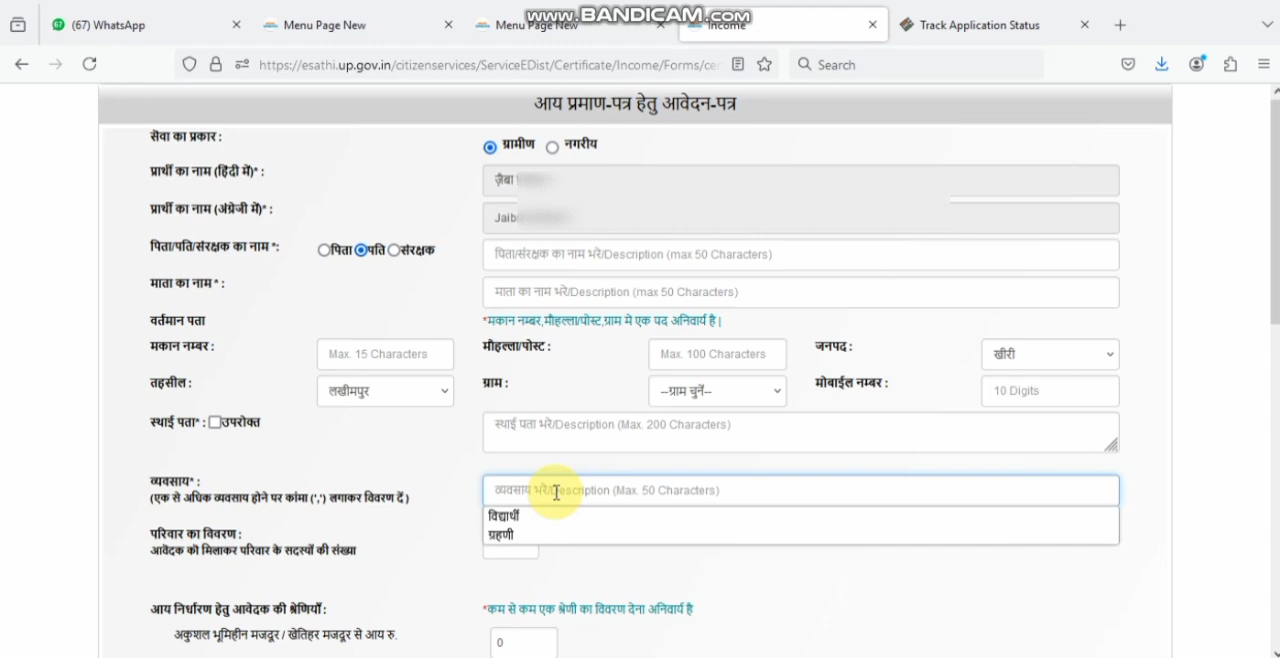 www.BANDICAM.com
(67) WhatsApp
Menu Page New
Menu Page New
Income
Track Application Status
https://esathi.up.gov.in/citizenservices/ServiceEDist/Certificate/Income/Forms/cer
Search
आय प्रमाण-पत्र हेतु आवेदन-पत्र
सेवा का प्रकार :
ग्रामीण नगरीय
प्रार्थी का नाम (हिंदी में)* :
ज़ैबा
प्रार्थी का नाम (अंग्रेजी में)* :
Jaib
पिता/पति/संरक्षक का नाम *: पिता पति संरक्षक
पिता/संरक्षक का नाम भरे/Description (max 50 Characters)
माता का नाम * :
माता का नाम भरे/Description (max 50 Characters)
वर्तमान पता
*मकान नम्बर,मौहल्ला/पोस्ट,ग्राम मे एक पद अनिवार्य है |
मकान नम्बर : Max. 15 Characters मौहल्ला/पोस्ट : Max. 100 Characters जनपद : खीरी
तहसील : लखीमपुर ग्राम : --ग्राम चुनें-- मोबाईल नम्बर : 10 Digits
स्थाई पता* : उपरोक्त
स्थाई पता भरे/Description (Max. 200 Characters)
व्यवसाय* :
(एक से अधिक व्यवसाय होने पर कांमा (',') लगाकर विवरण दें )
व्यवसाय भरे/Description (Max. 50 Characters)
विद्यार्थी
ग्रहणी
परिवार का विवरण :
आवेदक को मिलाकर परिवार के सदस्यों की संख्या
आय निर्धारण हेतु आवेदक की श्रेणियाँ :
*कम से कम एक श्रेणी का विवरण देना अनिवार्य है
अकुशल भूमिहीन मजदूर / खेतिहर मजदूर से आय रु.
0